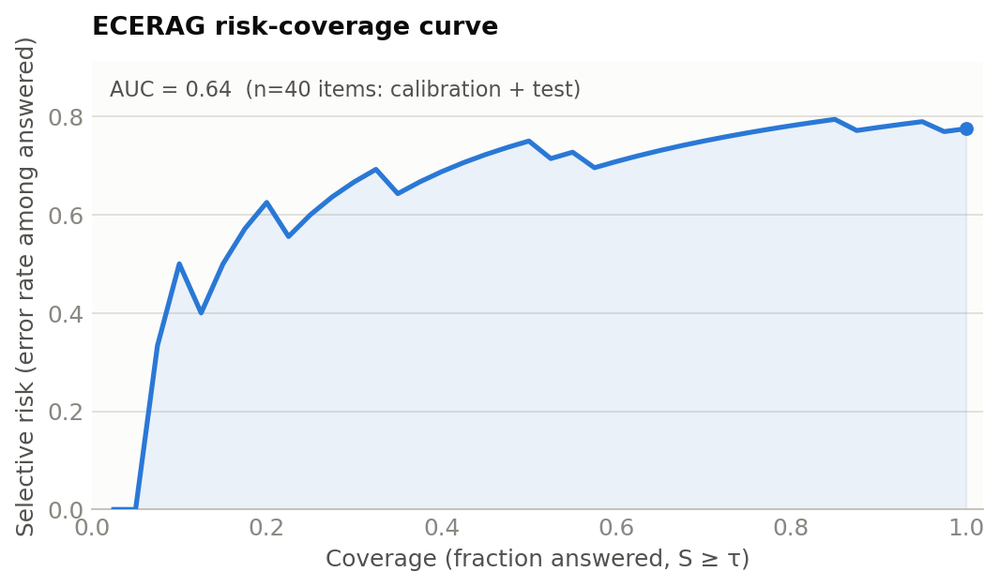 ECERAG risk-coverage curve
AUC = 0.64  (n=40 items: calibration + test)
Selective risk (error rate among answered)
0.8
0.6
0.4
0.2
0.0
0.0 0.2 0.4 0.6 0.8 1.0
Coverage (fraction answered, S ≥ τ)